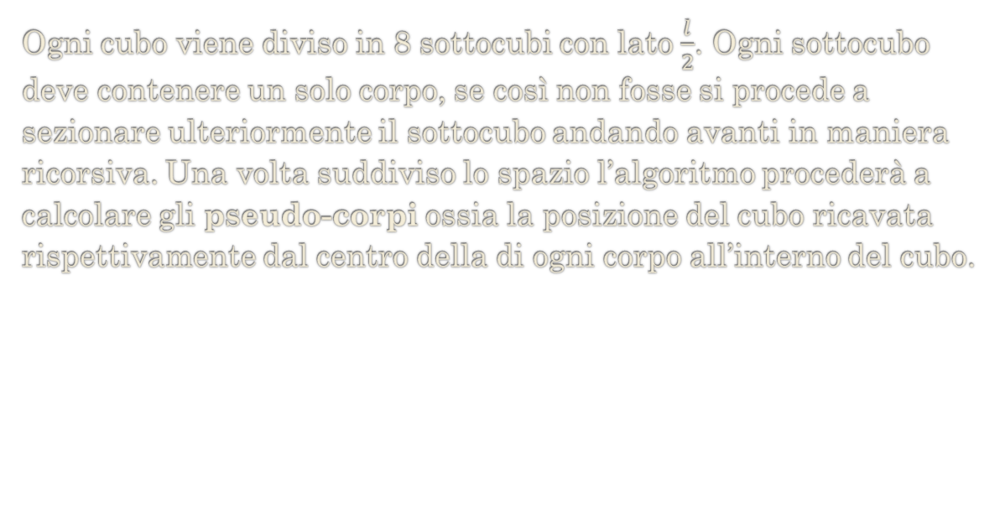 Ogni cubo viene diviso in 8 sottocubi con lato l/2. Ogni sottocubo
deve contenere un solo corpo, se così non fosse si procede a
sezionare ulteriormente il sottocubo andando avanti in maniera
ricorsiva. Una volta suddiviso lo spazio l'algoritmo procederà a
calcolare gli pseudo-corpi ossia la posizione del cubo ricavata
rispettivamente dal centro della di ogni corpo all'interno del cubo.